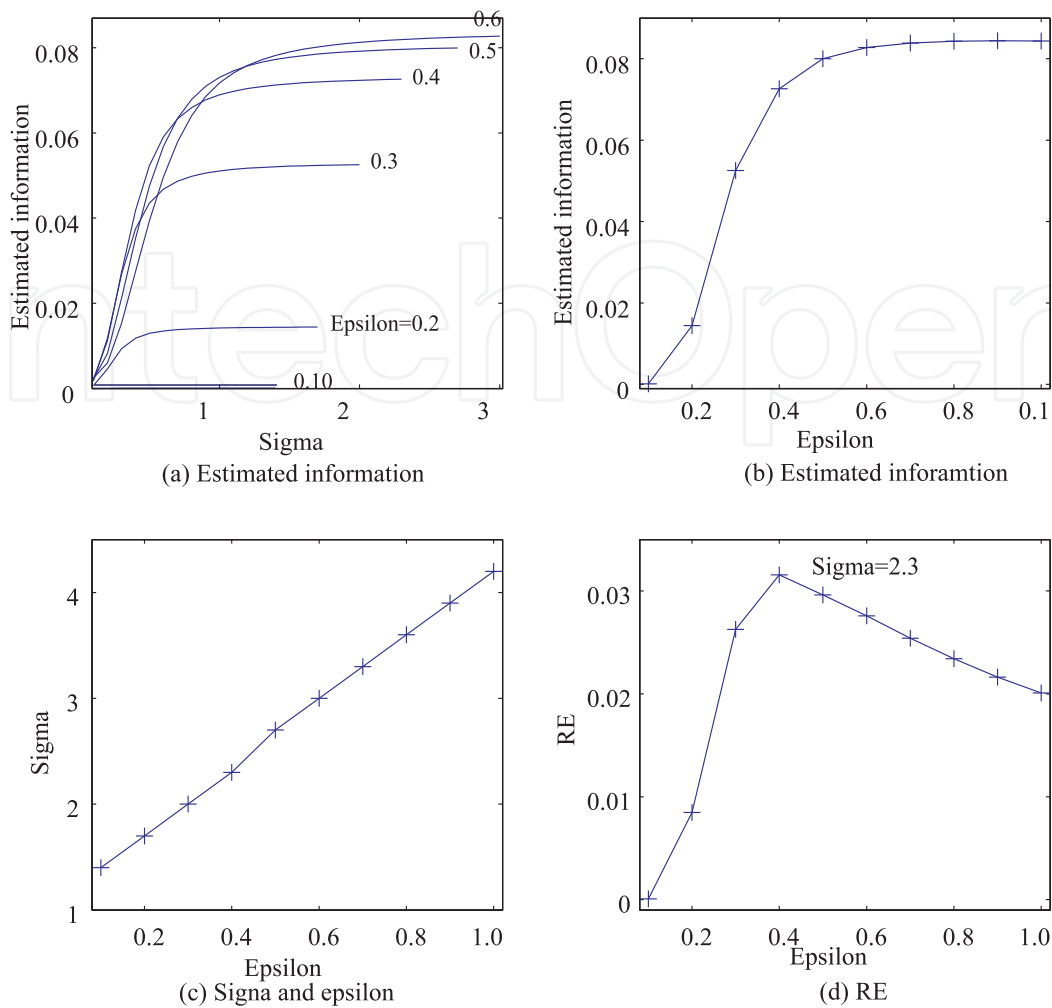 Estimated information
0.08
0.06
0.04
0.02
0
0.6
0.5
0.4
0.3
Epsilon=0.2
0.10
1
2
3
Sigma
(a) Estimated information
Estimated information
0.08
0.06
0.04
0.02
0
0.2
0.4
0.6
0.8
0.1
Epsilon
(b) Estimated inforamtion
ntechOpen
Sigma
4
3
2
1
0.2
0.4
0.6
0.8
1.0
Epsilon
(c) Signa and epsilon
RE
0.03
0.02
0.01
0
Sigma=2.3
0.2
0.4
0.6
0.8
1.0
Epsilon
(d) RE